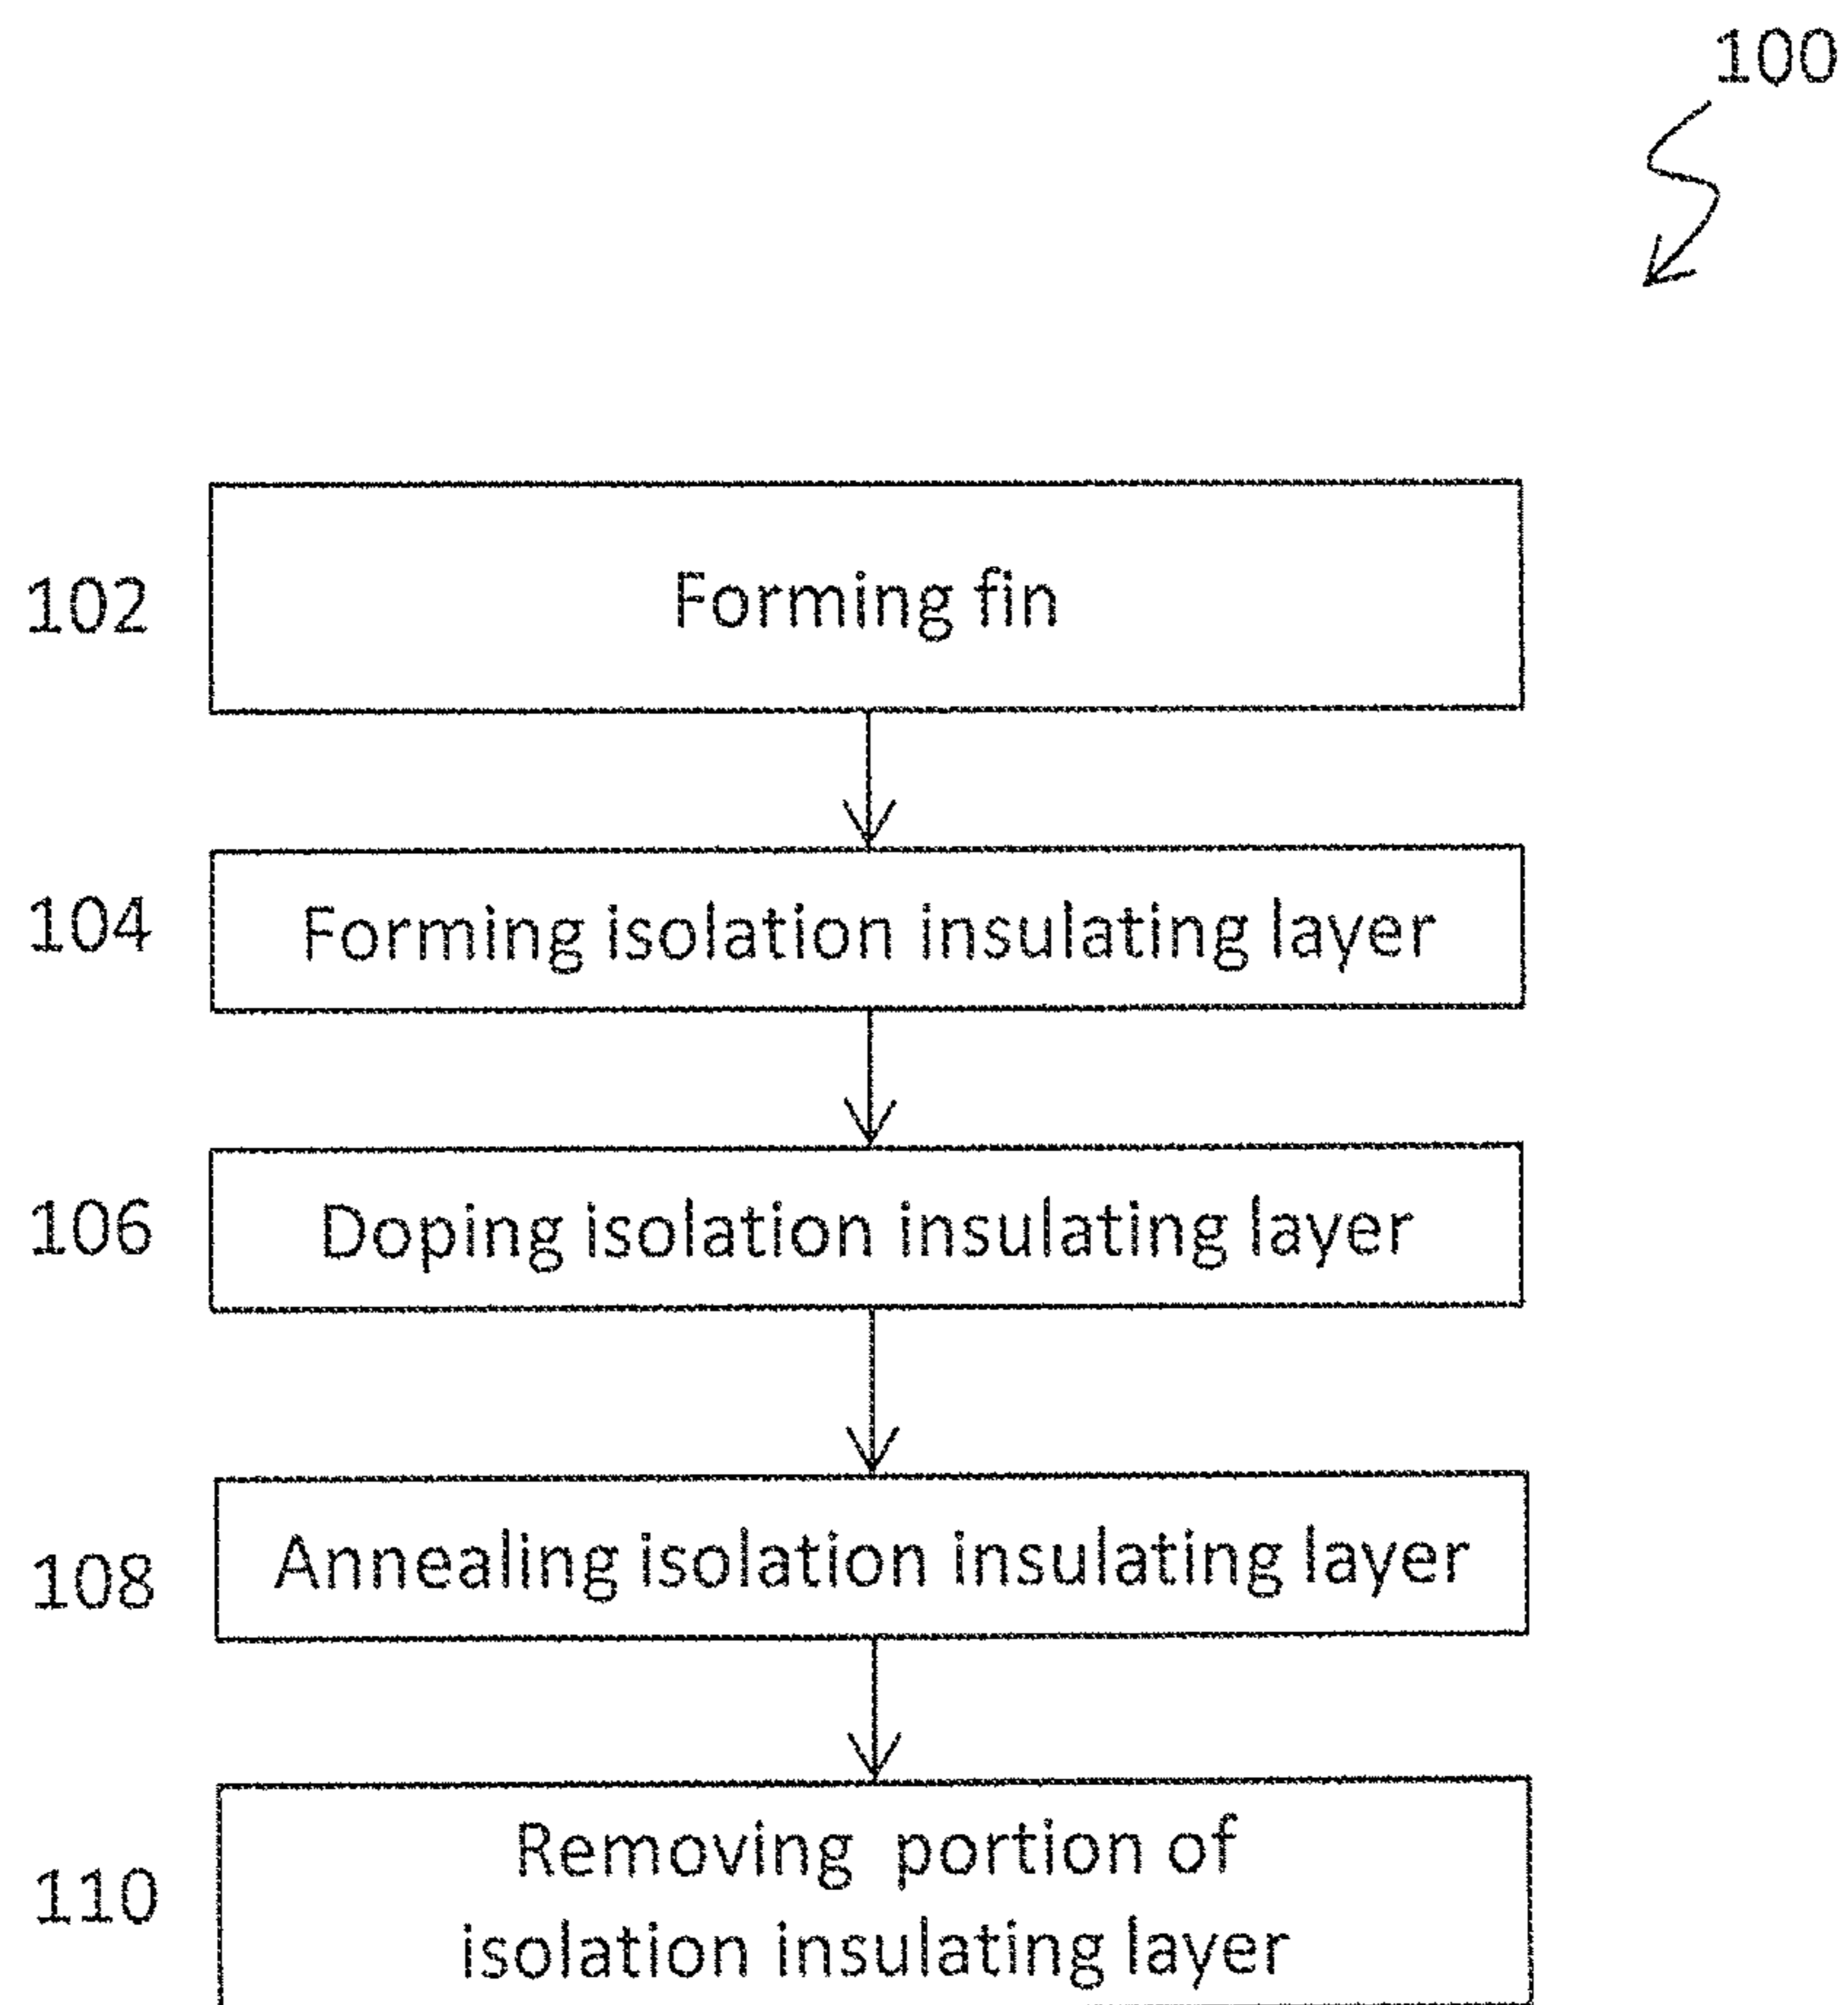 100
102
Forming fin
104
Forming isolation insulating layer
106
Doping isolation insulating layer
108
Annealing isolation insulating layer
110
Removing portion of
isolation insulating layer